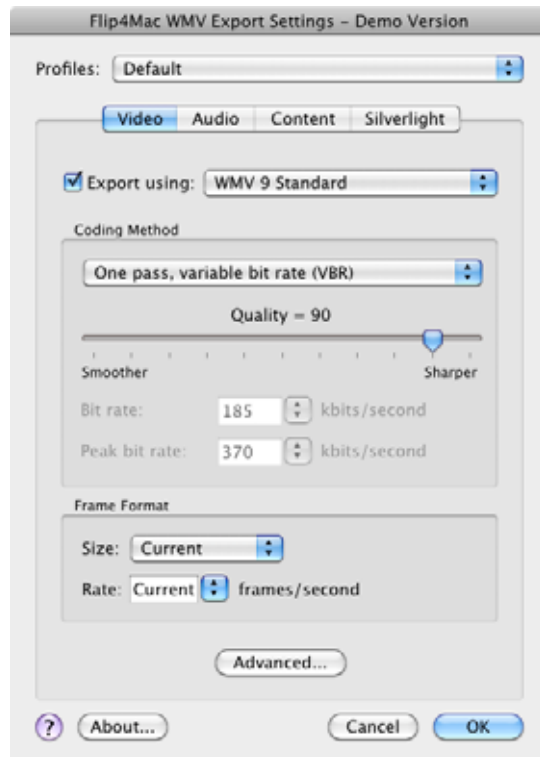 Flip4Mac WMV Export Settings – Demo Version
Profiles: Default
Video Audio Content Silverlight
Export using: WMV 9 Standard
Coding Method
One pass, variable bit rate (VBR)
Quality = 90
Smoother Sharper
Bit rate: 185 kbits/second
Peak bit rate: 370 kbits/second
Frame Format
Size: Current
Rate: Current frames/second
Advanced...
? About... Cancel OK